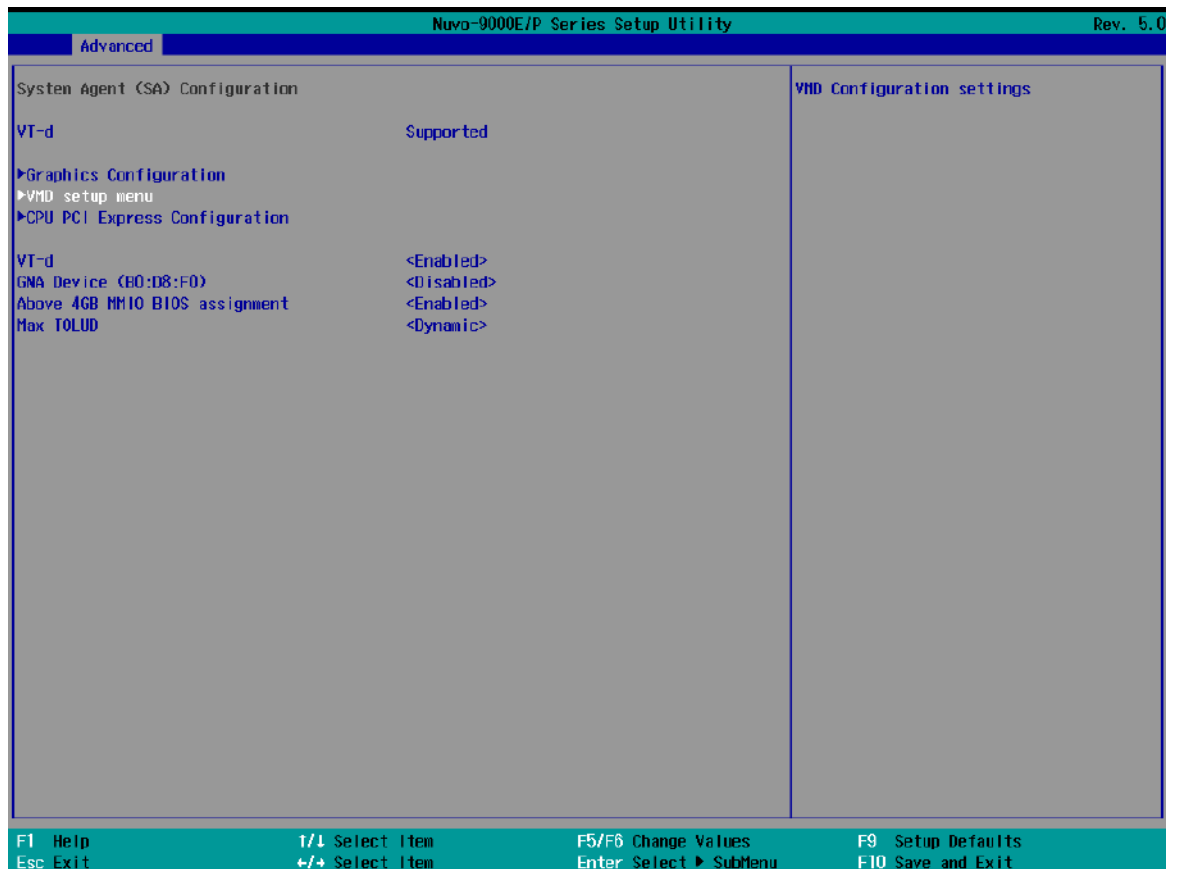 Nuvo-9000E/P Series Setup Utility Rev. 5.0
Advanced
System Agent (SA) Configuration
VMD Configuration settings
VT-d Supported
▶Graphics Configuration
▶VMD setup menu
▶CPU PCI Express Configuration
VT-d <Enabled>
GNA Device (B0:D8:F0) <Disabled>
Above 4GB MMIO BIOS assignment <Enabled>
Max TOLUD <Dynamic>
F1 Help ↑/↓ Select Item F5/F6 Change Values F9 Setup Defaults
Esc Exit ←/→ Select Item Enter Select ▶ SubMenu F10 Save and Exit